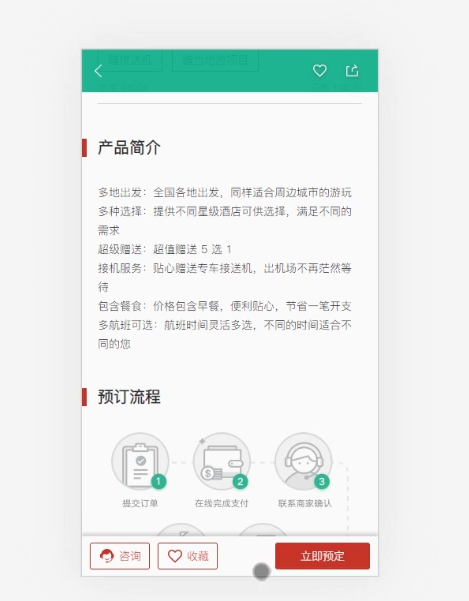 产品简介
多地出发：全国各地出发，同样适合周边城市的游玩
多种选择：提供不同星级酒店可供选择，满足不同的
需求
超级赠送：超值赠送 5 选 1
接机服务：贴心赠送专车接送机，出机场不再茫然等
待
包含餐食：价格包含早餐，便利贴心，节省一笔开支
多航班可选：航班时间灵活多选，不同的时间适合不
同的您
预订流程
1 2 3
提交订单 在线完成支付 联系商家确认
咨询 收藏 立即预定